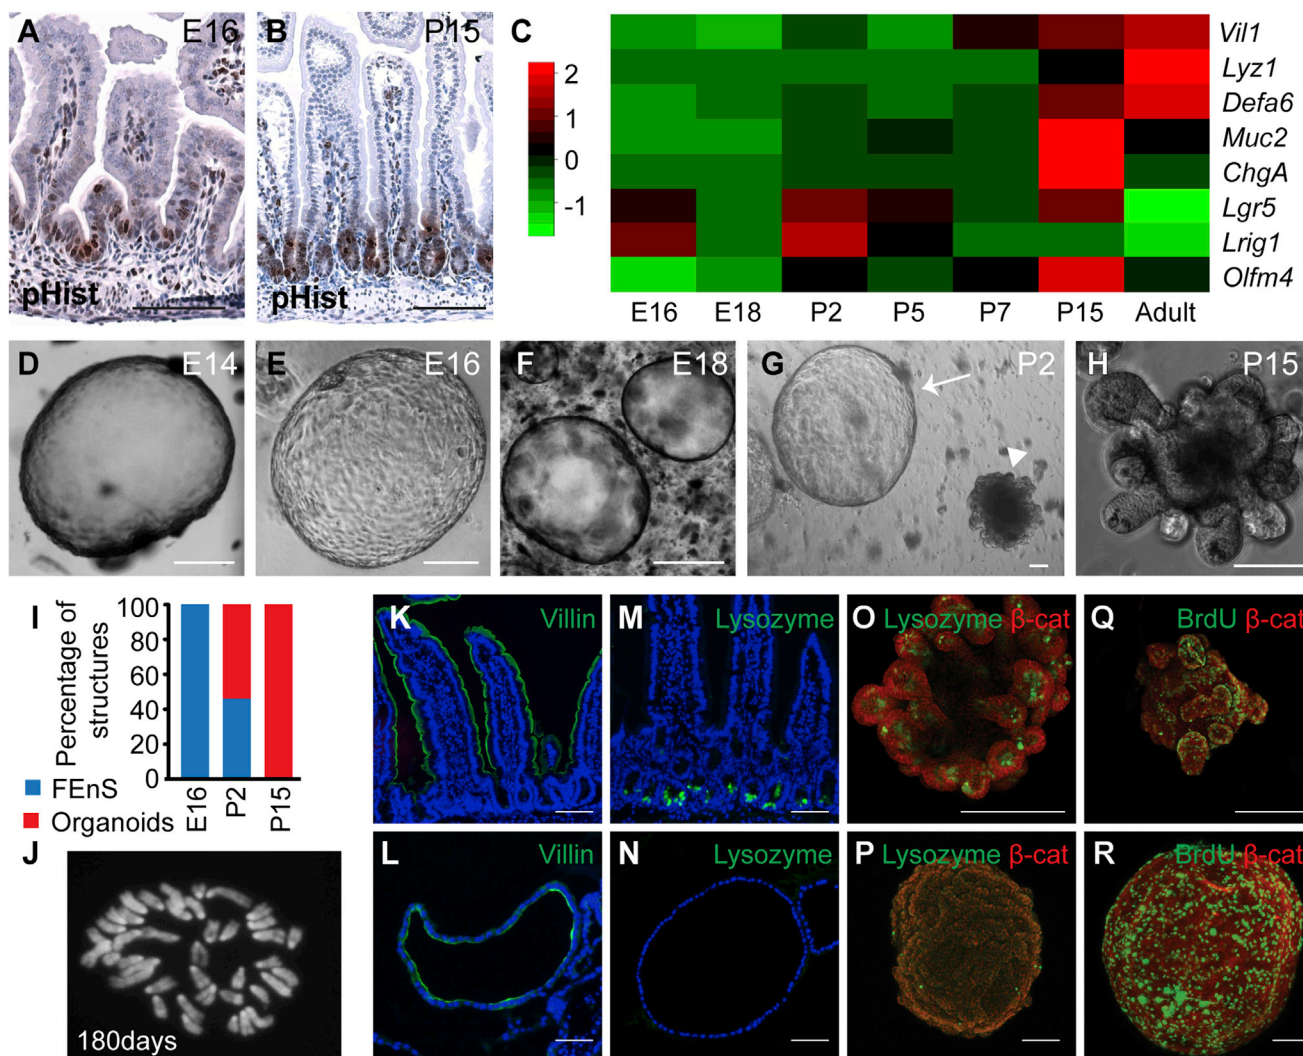 A E16
pHist
B P15
pHist
C
2
1
0
-1
Vil1
Lyz1
Defa6
Muc2
ChgA
Lgr5
Lrig1
Olfm4
E16 E18 P2 P5 P7 P15 Adult
D E14
E E16
F E18
G P2
H P15
I
Percentage of
structures
100
80
60
40
20
0
E16 P2 P15
FEnS
Organoids
J
180days
K Villin
M Lysozyme
O Lysozyme β-cat
Q BrdU β-cat
L Villin
N Lysozyme
P Lysozyme β-cat
R BrdU β-cat